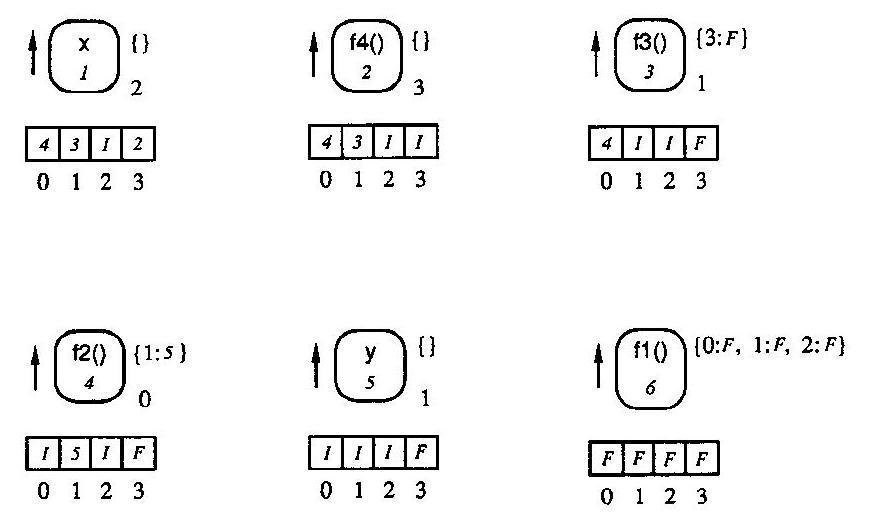 x {} f4() {} f3() {3:F}
1 2 2 3 3 1
4 3 I 2 4 3 I I 4 I I F
0 1 2 3 0 1 2 3 0 1 2 3
f2() {1:5} y {} f1() {0:F, 1:F, 2:F}
4 0 5 1 6
I 5 I F I I I F F F F F
0 1 2 3 0 1 2 3 0 1 2 3